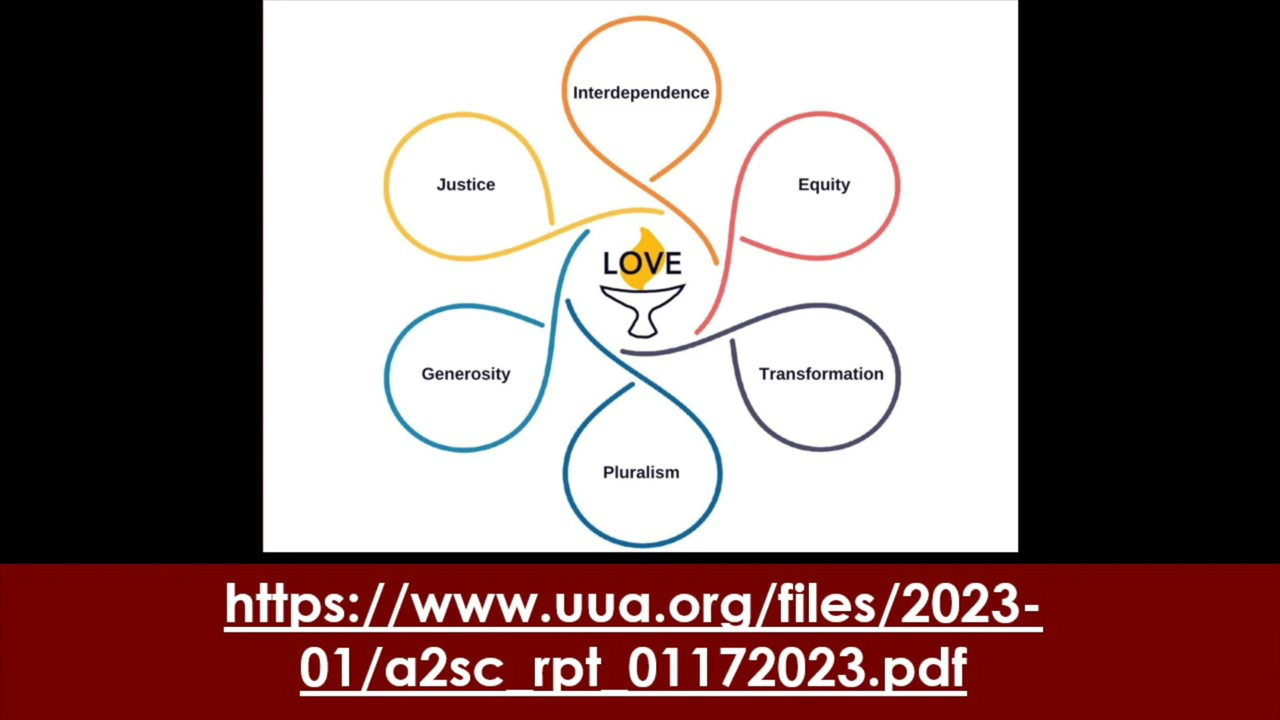 Interdependence
Justice
Equity
LOVE
Generosity
Transformation
Pluralism
https://www.uua.org/files/2023-
01/a2sc_rpt_01172023.pdf